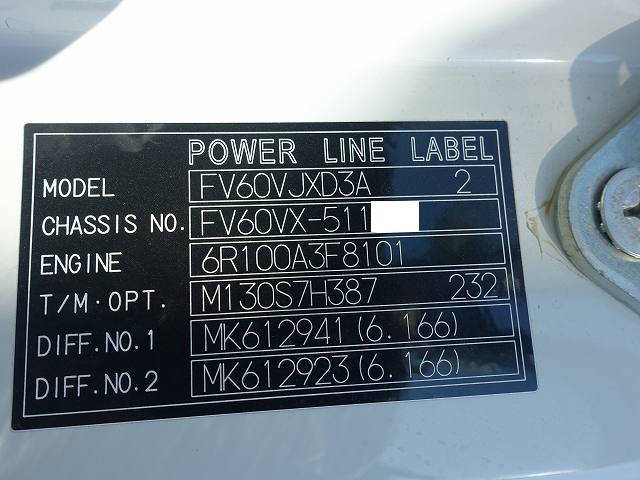 POWER LINE LABEL
MODEL FV60VJXD3A 2
CHASSIS NO. FV60VX-511
ENGINE 6R100A3F8101
T/M·OPT. M130S7H387 232
DIFF.NO.1 MK612941(6.166)
DIFF.NO.2 MK612923(6.166)